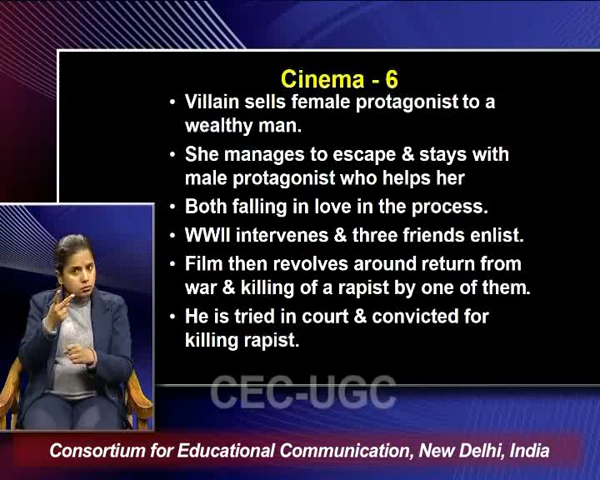 Cinema - 6
• Villain sells female protagonist to a
wealthy man.
• She manages to escape & stays with
male protagonist who helps her
• Both falling in love in the process.
• WWII intervenes & three friends enlist.
• Film then revolves around return from
war & killing of a rapist by one of them.
• He is tried in court & convicted for
killing rapist.
CEC-UGC
Consortium for Educational Communication, New Delhi, India